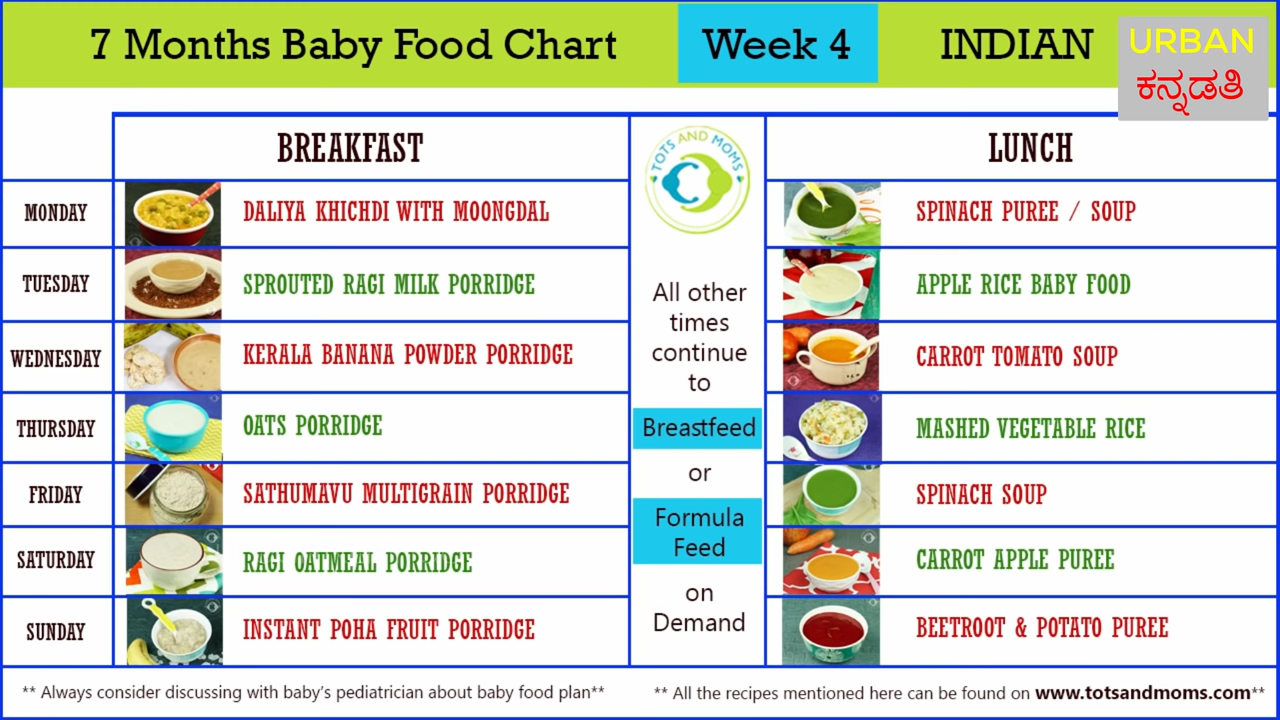 7 Months Baby Food Chart
Week 4
INDIAN
URBAN
ಕನ್ನಡತಿ
BREAKFAST
TOTS AND MOMS
LUNCH
MONDAY
DALIYA KHICHDI WITH MOONGDAL
SPINACH PUREE / SOUP
TUESDAY
SPROUTED RAGI MILK PORRIDGE
APPLE RICE BABY FOOD
WEDNESDAY
KERALA BANANA POWDER PORRIDGE
CARROT TOMATO SOUP
THURSDAY
OATS PORRIDGE
MASHED VEGETABLE RICE
FRIDAY
SATHUMAVU MULTIGRAIN PORRIDGE
SPINACH SOUP
SATURDAY
RAGI OATMEAL PORRIDGE
CARROT APPLE PUREE
SUNDAY
INSTANT POHA FRUIT PORRIDGE
BEETROOT & POTATO PUREE
All other
times
continue
to
Breastfeed
or
Formula
Feed
on
Demand
** Always consider discussing with baby's pediatrician about baby food plan**
** All the recipes mentioned here can be found on www.totsandmoms.com**